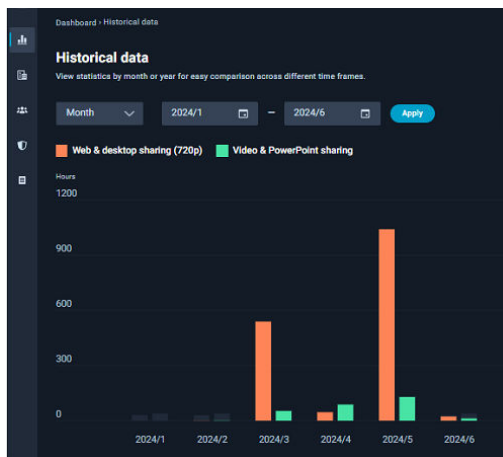 Dashboard › Historical data
Historical data
View statistics by month or year for easy comparison across different time frames.
Month 2024/1 – 2024/6 Apply
Web & desktop sharing (720p) Video & PowerPoint sharing
Hours
1200
900
600
300
0
2024/1 2024/2 2024/3 2024/4 2024/5 2024/6